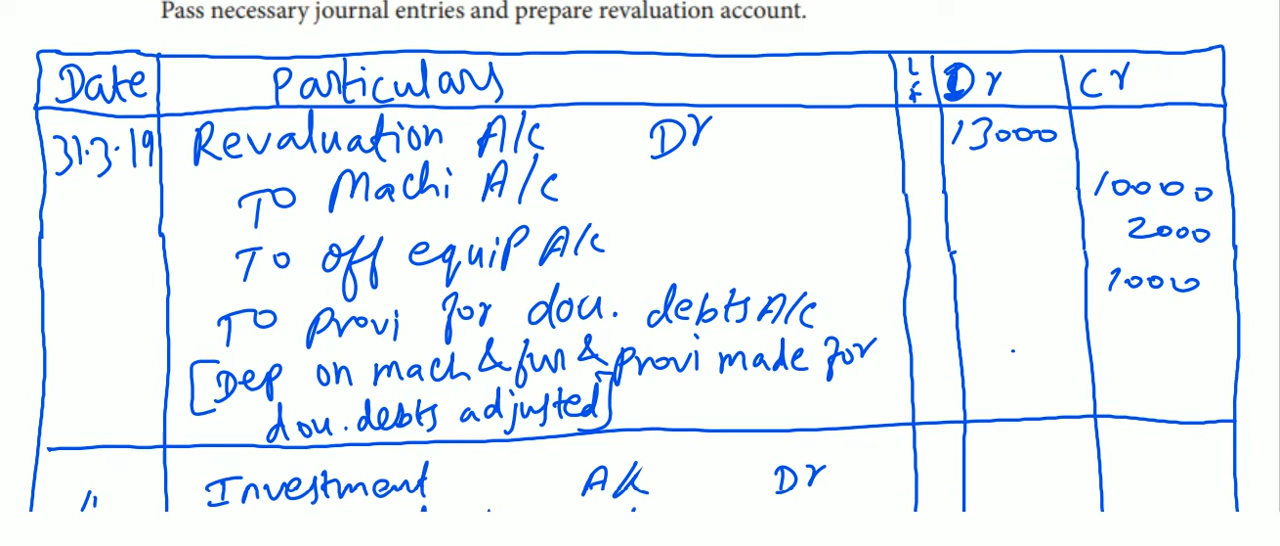 Pass necessary journal entries and prepare revaluation account.
Date Particulars L.F Dr Cr
31.3.19 Revaluation A/c Dr 13000
To Machi A/c 10000
To off equip A/c 2000
To provi for dou. debts A/c 1000
[Dep on mach & fun & provi made for
dou. debts adjusted]
" Investment A/c Dr